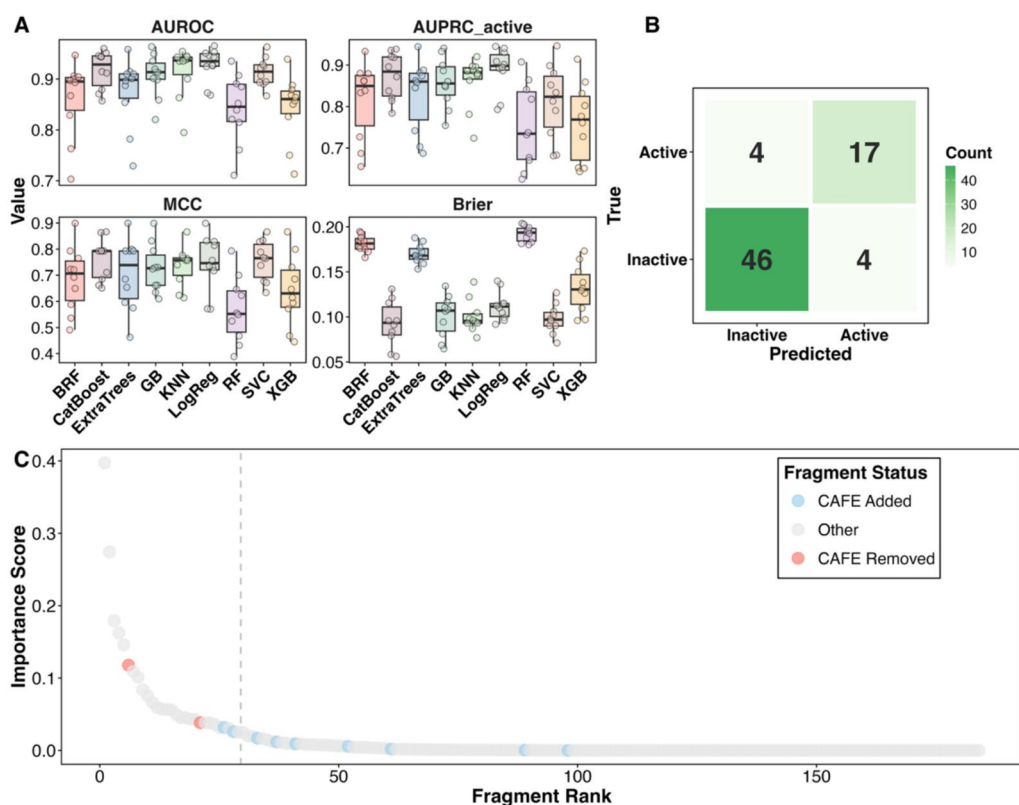 A
B
AUROC
AUPRC_active
0.9
0.8
0.7
0.9
0.8
0.7
Value
MCC
Brier
0.9
0.8
0.7
0.6
0.5
0.4
0.20
0.15
0.10
0.05
BRF
CatBoost
ExtraTrees
GB
KNN
LogReg
RF
SVC
XGB
BRF
CatBoost
ExtraTrees
GB
KNN
LogReg
RF
SVC
XGB
True
Active
Inactive
4
17
46
4
Inactive
Active
Predicted
Count
40
30
20
10
C
Importance Score
0.4
0.3
0.2
0.1
0.0
Fragment Status
CAFE Added
Other
CAFE Removed
0
50
100
150
Fragment Rank